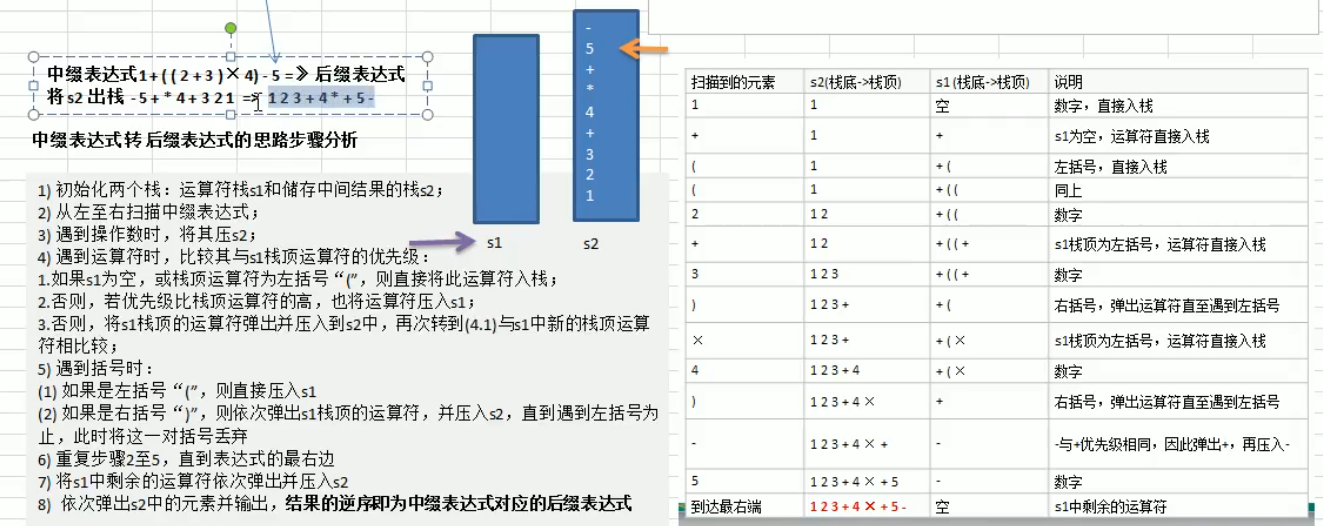 中缀表达式1+((2+3)×4)-5=》后缀表达式
将s2出栈 -5+*4+321 => 123+4*+5-
中缀表达式转后缀表达式的思路步骤分析
1) 初始化两个栈：运算符栈s1和储存中间结果的栈s2；
2) 从左至右扫描中缀表达式；
3) 遇到操作数时，将其压s2；
4) 遇到运算符时，比较其与s1栈顶运算符的优先级：
1.如果s1为空，或栈顶运算符为左括号“(”，则直接将此运算符入栈；
2.否则，若优先级比栈顶运算符的高，也将运算符压入s1；
3.否则，将s1栈顶的运算符弹出并压入到s2中，再次转到(4.1)与s1中新的栈顶运算
符相比较；
5) 遇到括号时：
(1) 如果是左括号“(”，则直接压入s1
(2) 如果是右括号“)”，则依次弹出s1栈顶的运算符，并压入s2，直到遇到左括号为
止，此时将这一对括号丢弃
6) 重复步骤2至5，直到表达式的最右边
7) 将s1中剩余的运算符依次弹出并压入s2
8) 依次弹出s2中的元素并输出，结果的逆序即为中缀表达式对应的后缀表达式
-
5
+
*
4
+
3
2
1
s1 s2
扫描到的元素 s2(栈底->栈顶) s1 (栈底->栈顶) 说明
1 1 空 数字，直接入栈
+ 1 + s1为空，运算符直接入栈
( 1 + ( 左括号，直接入栈
( 1 + ( ( 同上
2 1 2 + ( ( 数字
+ 1 2 + ( ( + s1栈顶为左括号，运算符直接入栈
3 1 2 3 + ( ( + 数字
) 1 2 3 + + ( 右括号，弹出运算符直至遇到左括号
× 1 2 3 + + ( × s1栈顶为左括号，运算符直接入栈
4 1 2 3 + 4 + ( × 数字
) 1 2 3 + 4 × + 右括号，弹出运算符直至遇到左括号
- 1 2 3 + 4 × + - -与+优先级相同，因此弹出+，再压入-
5 1 2 3 + 4 × + 5 - 数字
到达最右端 1 2 3 + 4 × + 5 - 空 s1中剩余的运算符